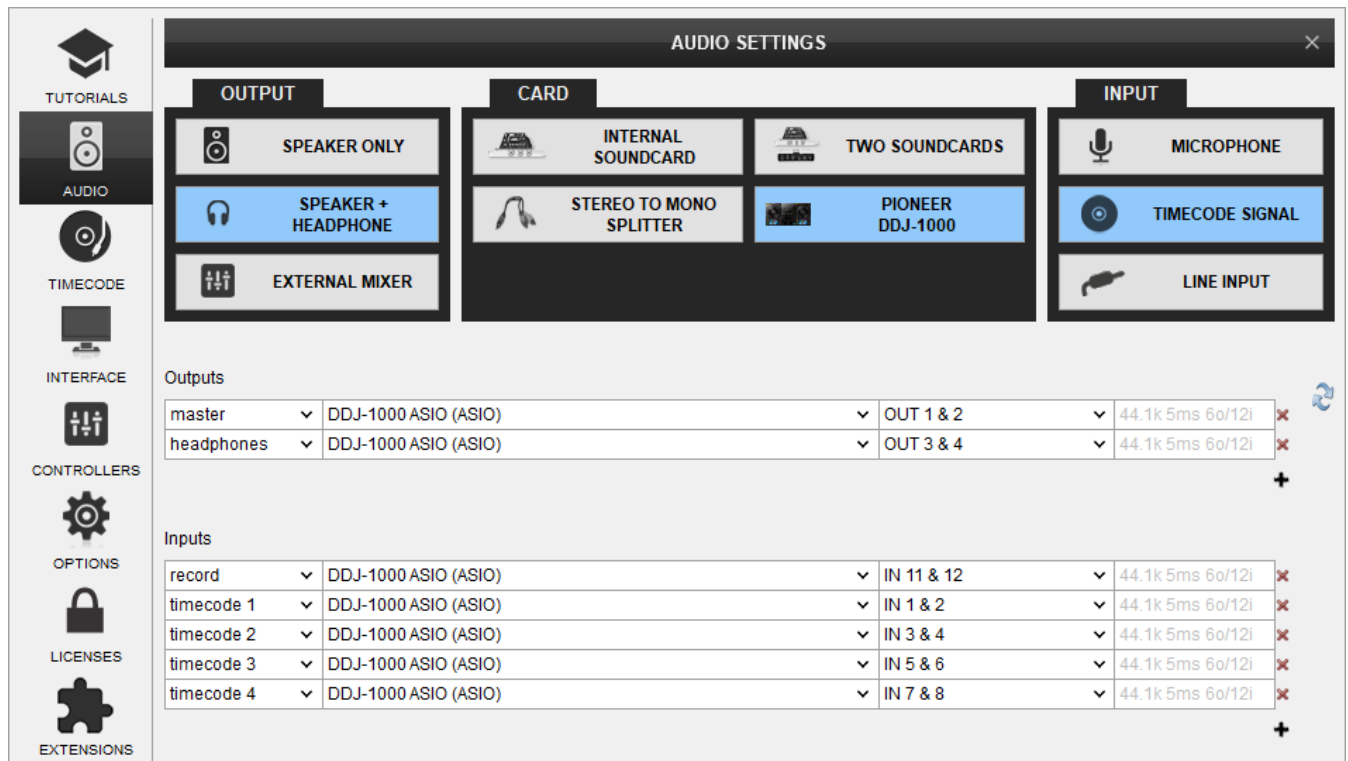 AUDIO SETTINGS
TUTORIALS
AUDIO
TIMECODE
INTERFACE
CONTROLLERS
OPTIONS
LICENSES
EXTENSIONS
OUTPUT
SPEAKER ONLY
SPEAKER +
HEADPHONE
EXTERNAL MIXER
CARD
INTERNAL
SOUNDCARD
TWO SOUNDCARDS
STEREO TO MONO
SPLITTER
PIONEER
DDJ-1000
INPUT
MICROPHONE
TIMECODE SIGNAL
LINE INPUT
Outputs
master DDJ-1000 ASIO (ASIO) OUT 1 & 2 44.1k 5ms 6o/12i
headphones DDJ-1000 ASIO (ASIO) OUT 3 & 4 44.1k 5ms 6o/12i
Inputs
record DDJ-1000 ASIO (ASIO) IN 11 & 12 44.1k 5ms 6o/12i
timecode 1 DDJ-1000 ASIO (ASIO) IN 1 & 2 44.1k 5ms 6o/12i
timecode 2 DDJ-1000 ASIO (ASIO) IN 3 & 4 44.1k 5ms 6o/12i
timecode 3 DDJ-1000 ASIO (ASIO) IN 5 & 6 44.1k 5ms 6o/12i
timecode 4 DDJ-1000 ASIO (ASIO) IN 7 & 8 44.1k 5ms 6o/12i